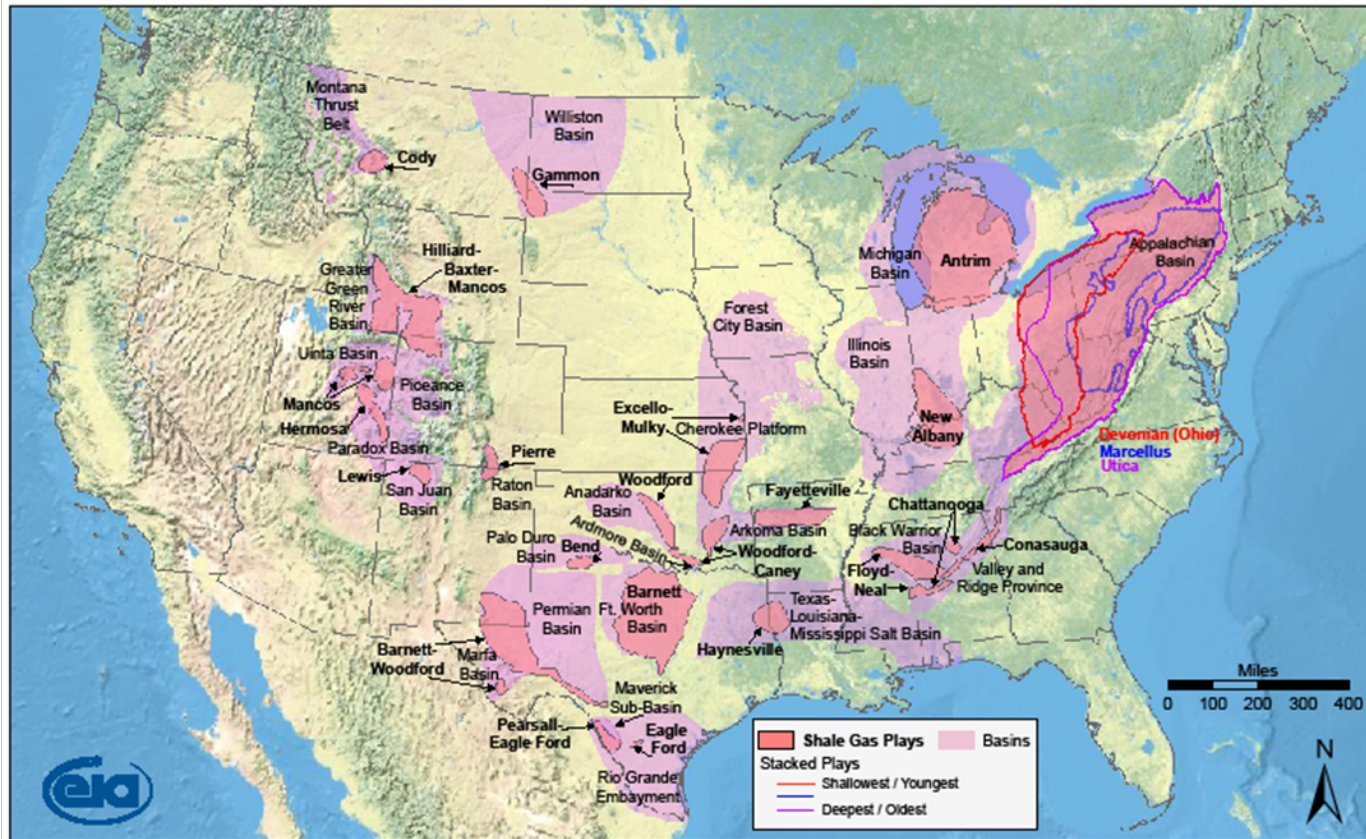 Montana
Thrust
Belt
Cody
Williston
Basin
Gammon
Hilliard-
Baxter-
Mancos
Greater
Green
River
Basin
Uinta Basin
Piceance
Basin
Mancos
Hermosa
Paradox Basin
Lewis
San Juan
Basin
Pierre
Raton
Basin
Michigan
Basin
Antrim
Appalachian
Basin
Forest
City Basin
Illinois
Basin
New
Albany
Excello-
Mulky
Cherokee Platform
Devonian (Ohio)
Marcellus
Utica
Woodford
Anadarko
Basin
Fayetteville
Arkoma Basin
Chattanooga
Black Warrior
Basin
Conasauga
Valley and
Ridge Province
Floyd-
Neal
Palo Duro
Basin
Bend
Ardmore Basin
Woodford-
Caney
Permian
Basin
Barnett
Ft. Worth
Basin
Texas-
Louisiana-
Mississippi Salt Basin
Haynesville
Barnett-
Woodford
Marfa
Basin
Maverick
Sub-Basin
Pearsall-
Eagle Ford
Eagle
Ford
Rio Grande
Embayment
Miles
0 100 200 300 400
N
Shale Gas Plays
Basins
Stacked Plays
Shallowest / Youngest
Deepest / Oldest
eia